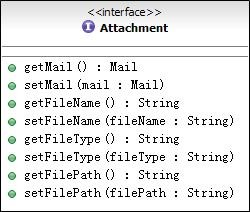 <<interface>>
I Attachment
getMail() : Mail
setMail(mail : Mail)
getFileName() : String
setFileName(fileName : String)
getFileType() : String
setFileType(fileType : String)
getFilePath() : String
setFilePath(filePath : String)